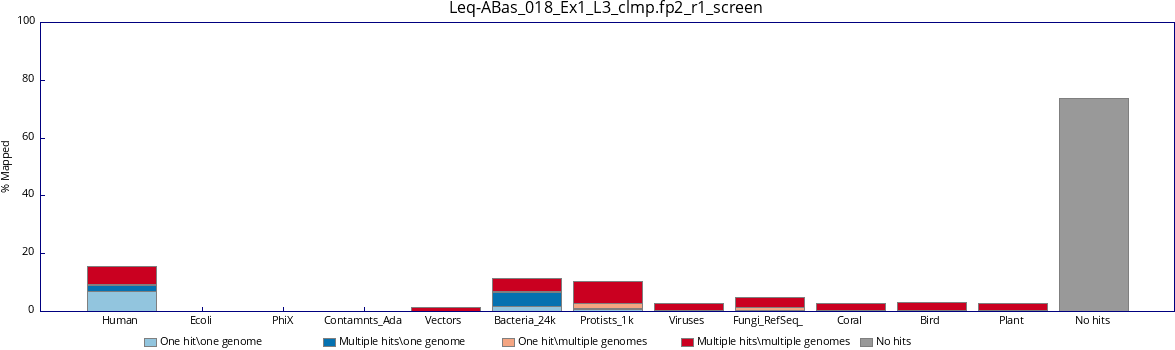 Leq-ABas_018_Ex1_L3_clmp.fp2_r1_screen
100
80
60
40
20
0
% Mapped
Human Ecoli PhiX Contamnts_Ada Vectors Bacteria_24k Protists_1k Viruses Fungi_RefSeq_ Coral Bird Plant No hits
One hit\one genome Multiple hits\one genome One hit\multiple genomes Multiple hits\multiple genomes No hits